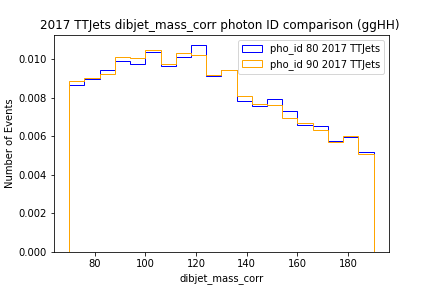 2017 TTJets dibjet_mass_corr photon ID comparison (ggHH)
pho_id 80 2017 TTJets
pho_id 90 2017 TTJets
Number of Events
0.010
0.008
0.006
0.004
0.002
0.000
80 100 120 140 160 180
dibjet_mass_corr